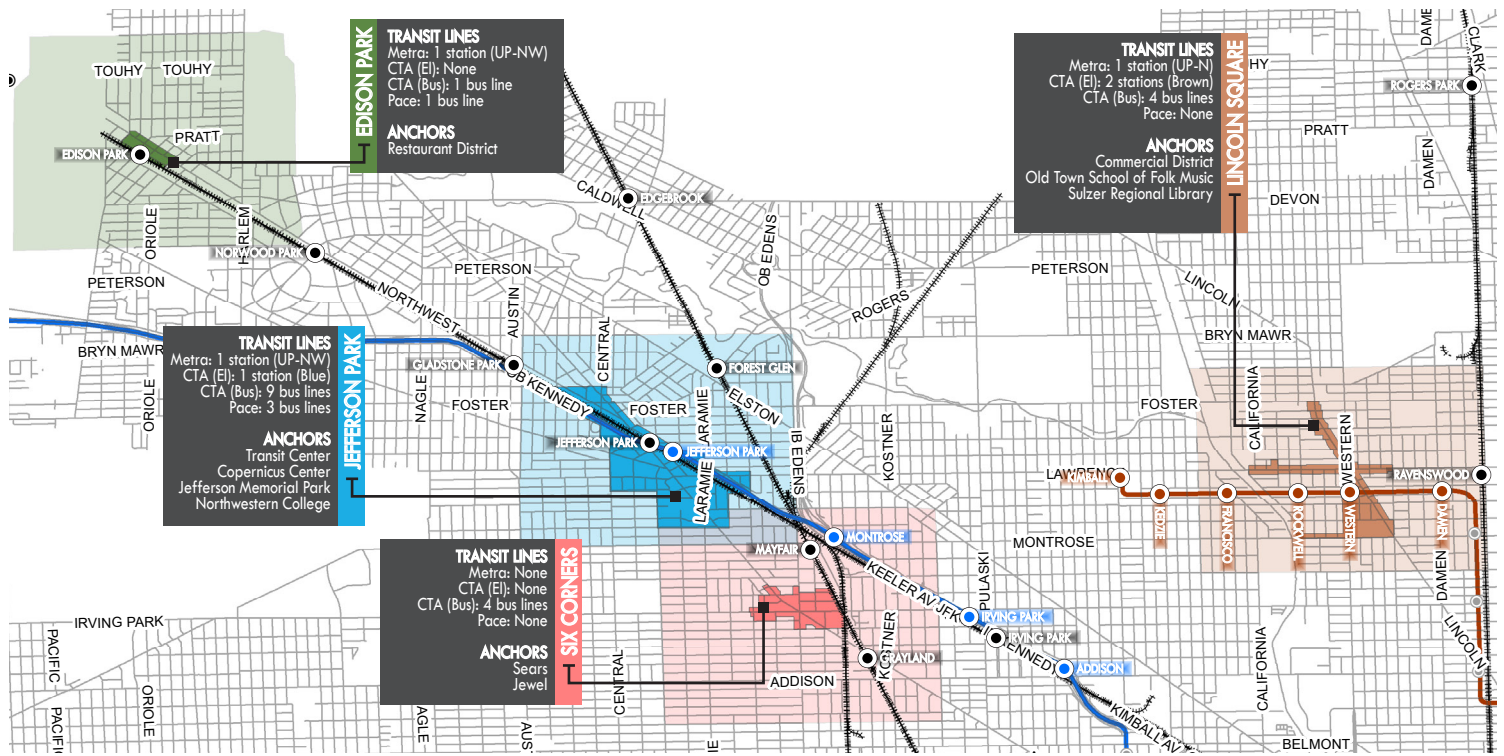 EDISON PARK
TRANSIT LINES
Metra: 1 station (UP-NW)
CTA (El): None
CTA (Bus): 1 bus line
Pace: 1 bus line
ANCHORS
Restaurant District
TRANSIT LINES
Metra: 1 station (UP-N)
CTA (El): 2 stations (Brown)
CTA (Bus): 4 bus lines
Pace: None
ANCHORS
Commercial District
Old Town School of Folk Music
Sulzer Regional Library
LINCOLN SQUARE
TRANSIT LINES
Metra: 1 station (UP-NW)
CTA (El): 1 station (Blue)
CTA (Bus): 9 bus lines
Pace: 3 bus lines
ANCHORS
Transit Center
Copernicus Center
Jefferson Memorial Park
Northwestern College
JEFFERSON PARK
TRANSIT LINES
Metra: None
CTA (El): None
CTA (Bus): 4 bus lines
Pace: None
ANCHORS
Sears
Jewel
SIX CORNERS
TOUHY
TOUHY
PRATT
EDISON PARK
ORIOLE
HARLEM
NORWOOD PARK
PETERSON
NORTHWEST
BRYN MAWR
ORIOLE
CALDWELL
EDGEBROOK
OB EDENS
PETERSON
AUSTIN
CENTRAL
ROGERS
GLADSTONE PARK
OB KENNEDY
NAGLE
FOSTER
FOSTER
FOREST GLEN
ELSTON
LARAMIE
LARAMIE
JEFFERSON PARK
JEFFERSON PARK
IB EDENS
KOSTNER
MAYFAIR
MONTROSE
KEELER AV
JFK
PULASKI
MONTROSE
IRVING PARK
IRVING PARK
KENNEDY
ADDISON
KIMBALL AV
KOSTNER
GRAYLAND
ADDISON
CENTRAL
IRVING PARK
PACIFIC
ORIOLE
DAMEN
CLARK
ROGERS PARK
PRATT
DAMEN
DEVON
PETERSON
LINCOLN
BRYN MAWR
FOSTER
CALIFORNIA
WESTERN
LAWRENCE
KIMBALL
KEDZIE
FRANCISCO
ROCKWELL
WESTERN
DAMEN
RAVENSWOOD
DAMEN
LINCOLN
CALIFORNIA
BELMONT